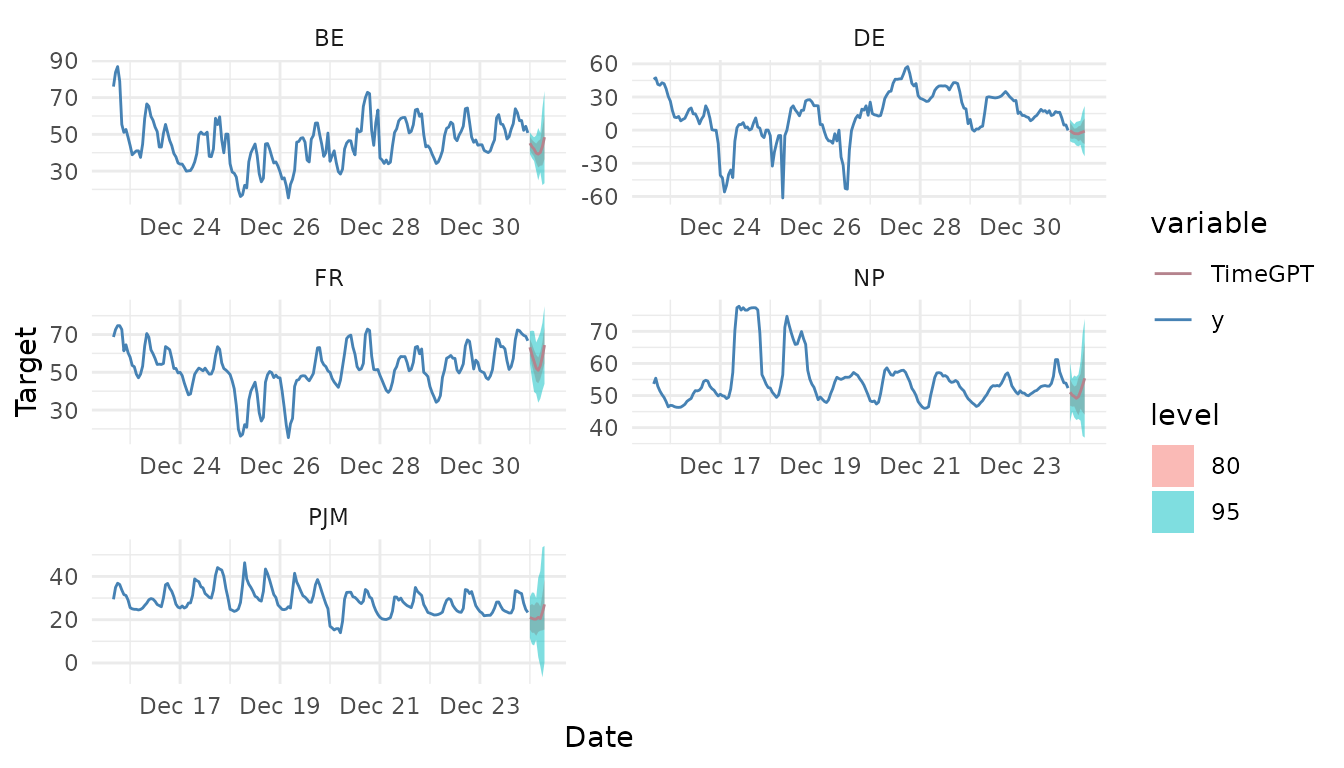 BE
90
70
50
30
Dec 24 Dec 26 Dec 28 Dec 30
DE
60
30
0
-30
-60
Dec 24 Dec 26 Dec 28 Dec 30
FR
70
50
30
Dec 24 Dec 26 Dec 28 Dec 30
NP
70
60
50
40
Dec 17 Dec 19 Dec 21 Dec 23
PJM
40
20
0
Dec 17 Dec 19 Dec 21 Dec 23
Target
Date
variable
TimeGPT
y
level
80
95